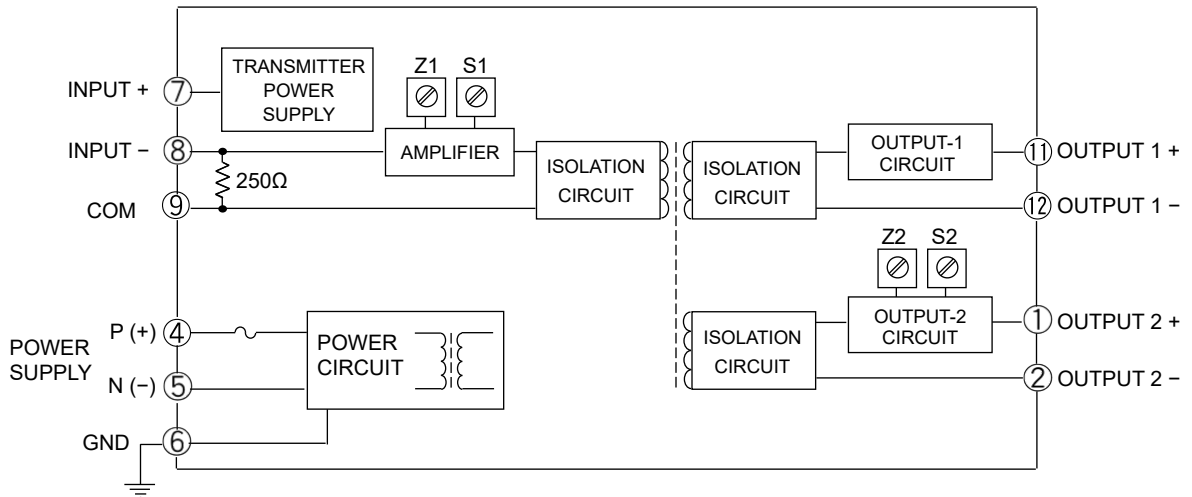 Z1
S1
TRANSMITTER
POWER
SUPPLY
INPUT +
7
INPUT −
8
AMPLIFIER
250Ω
COM
9
ISOLATION
CIRCUIT
ISOLATION
CIRCUIT
OUTPUT-1
CIRCUIT
11
OUTPUT 1 +
12
OUTPUT 1 −
Z2
S2
POWER
SUPPLY
P (+)
4
N (−)
5
GND
6
POWER
CIRCUIT
ISOLATION
CIRCUIT
OUTPUT-2
CIRCUIT
1
OUTPUT 2 +
2
OUTPUT 2 −